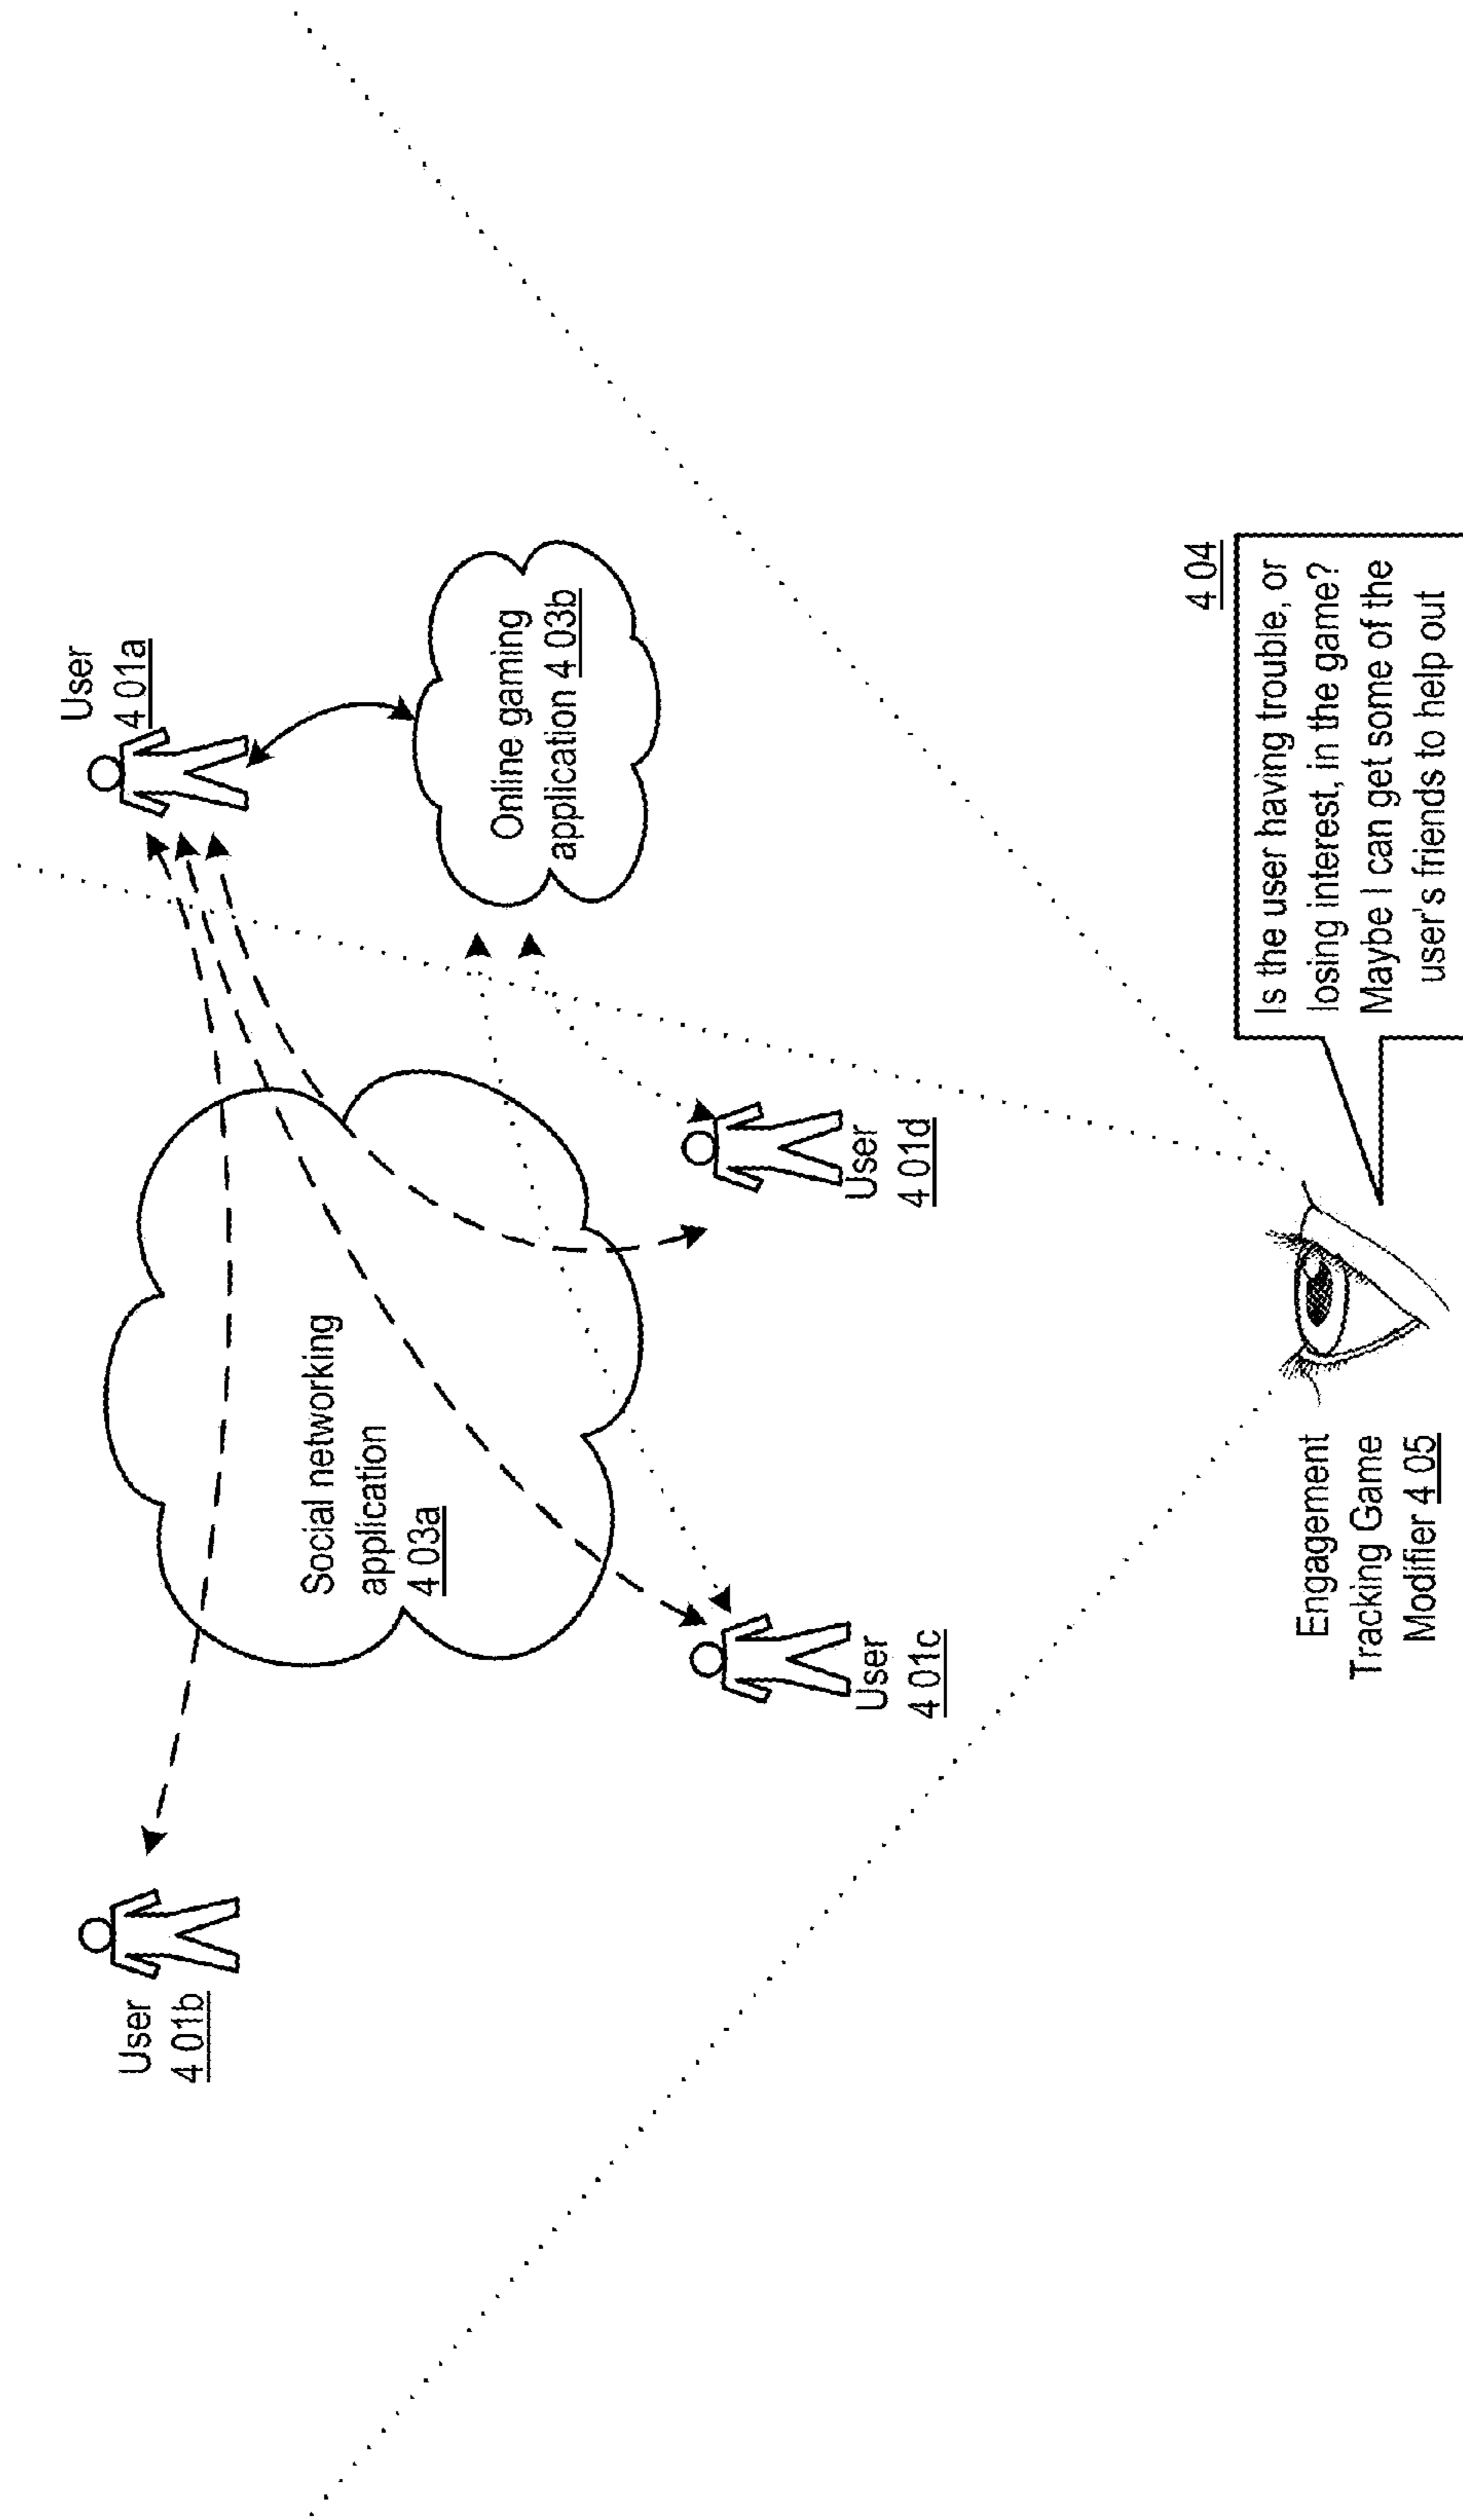 User
4 01b
User
4 01a
Social networking
application
4 03a
Online gaming
application 4 03b
User
4 01c
User
4 01d
Engagement
Tracking Game
Modifier 4 05
4 04
Is the user having trouble, or
losing interest, in the game?
Maybe I can get some of the
user's friends to help out